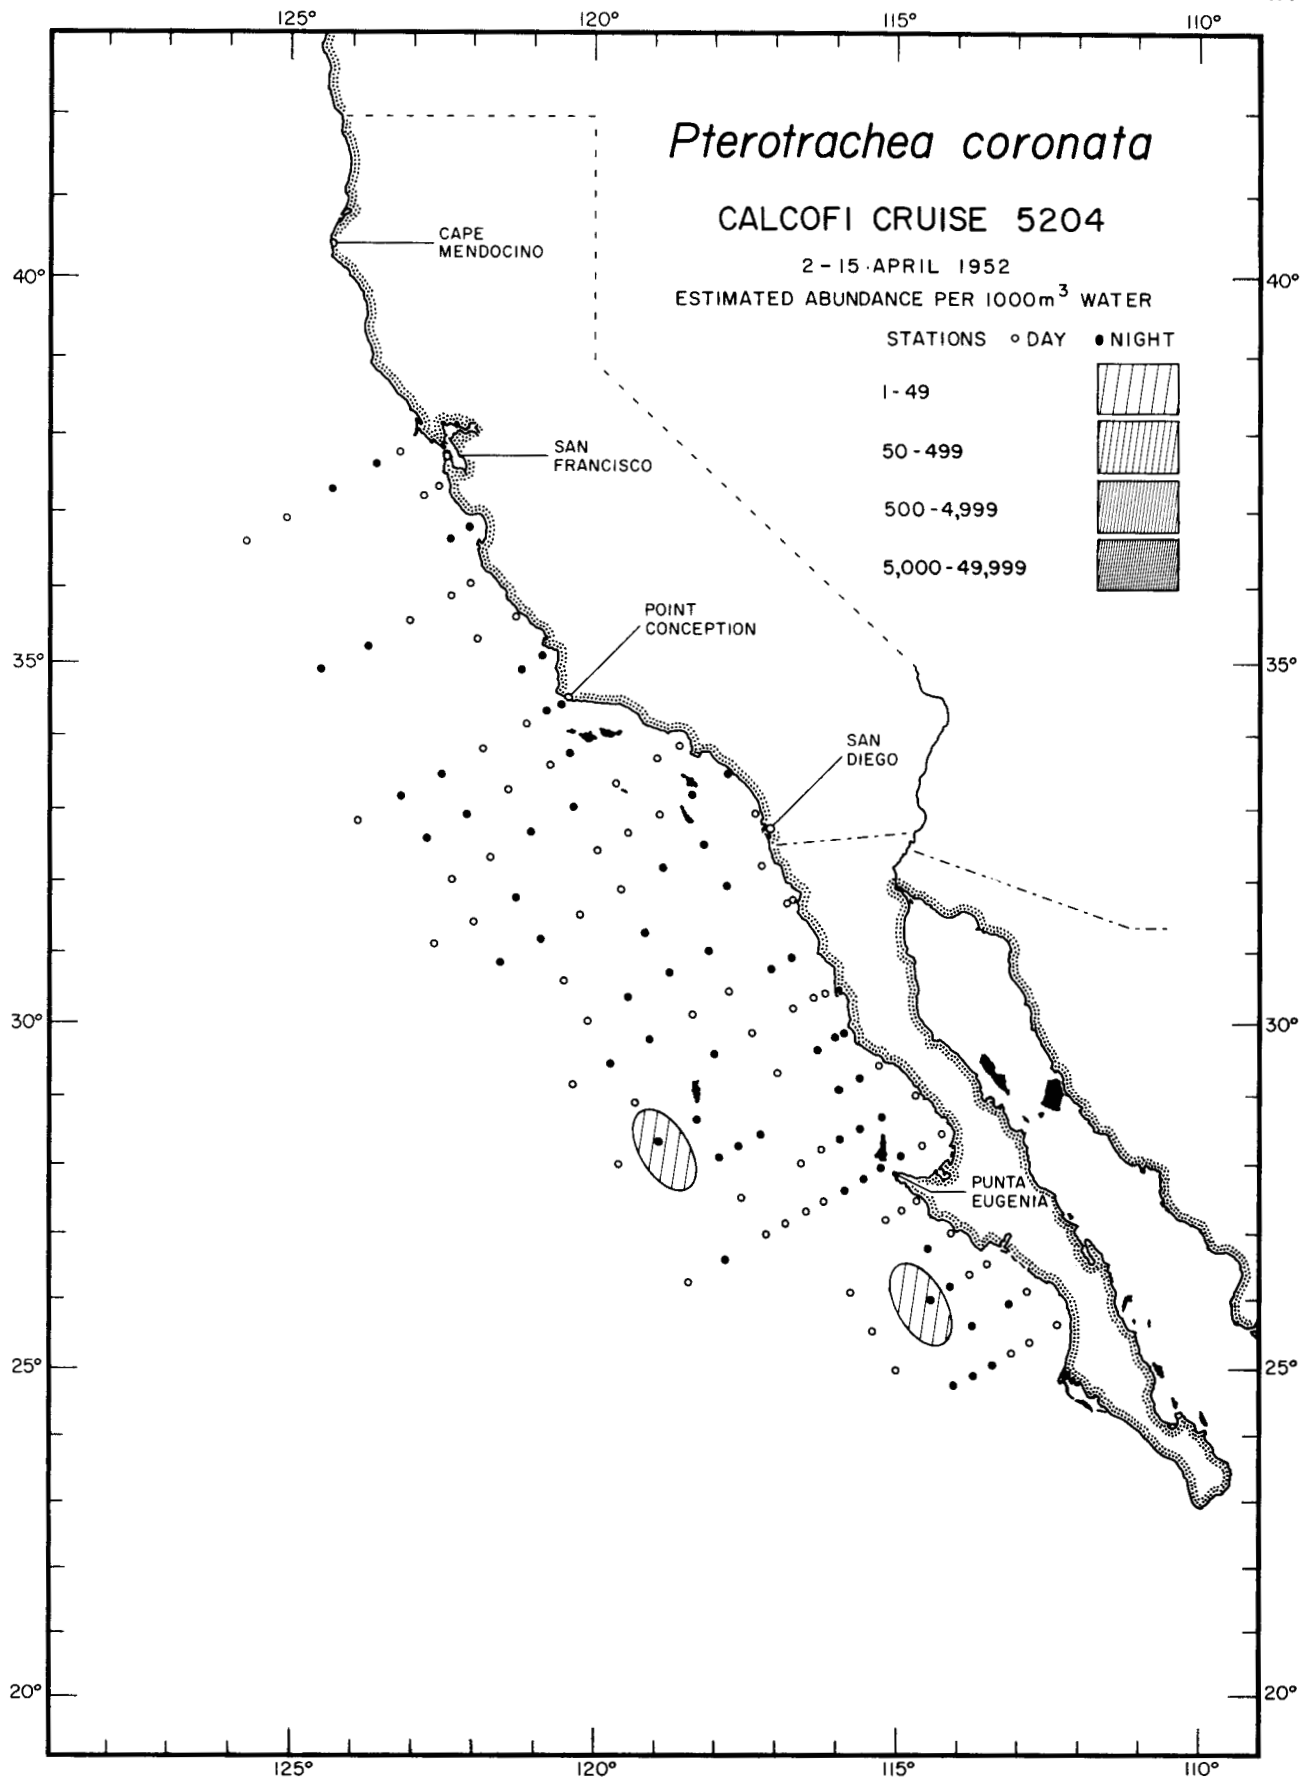 125° 120° 115° 110°
Pterotrachea coronata
CALCOFI CRUISE 5204
2-15 APRIL 1952
ESTIMATED ABUNDANCE PER 1000m³ WATER
STATIONS ○ DAY ● NIGHT
1-49
50-499
500-4,999
5,000-49,999
CAPE
MENDOCINO
40° 40°
SAN
FRANCISCO
POINT
CONCEPTION
35° 35°
SAN
DIEGO
30° 30°
PUNTA
EUGENIA
25° 25°
20° 20°
125° 120° 115° 110°